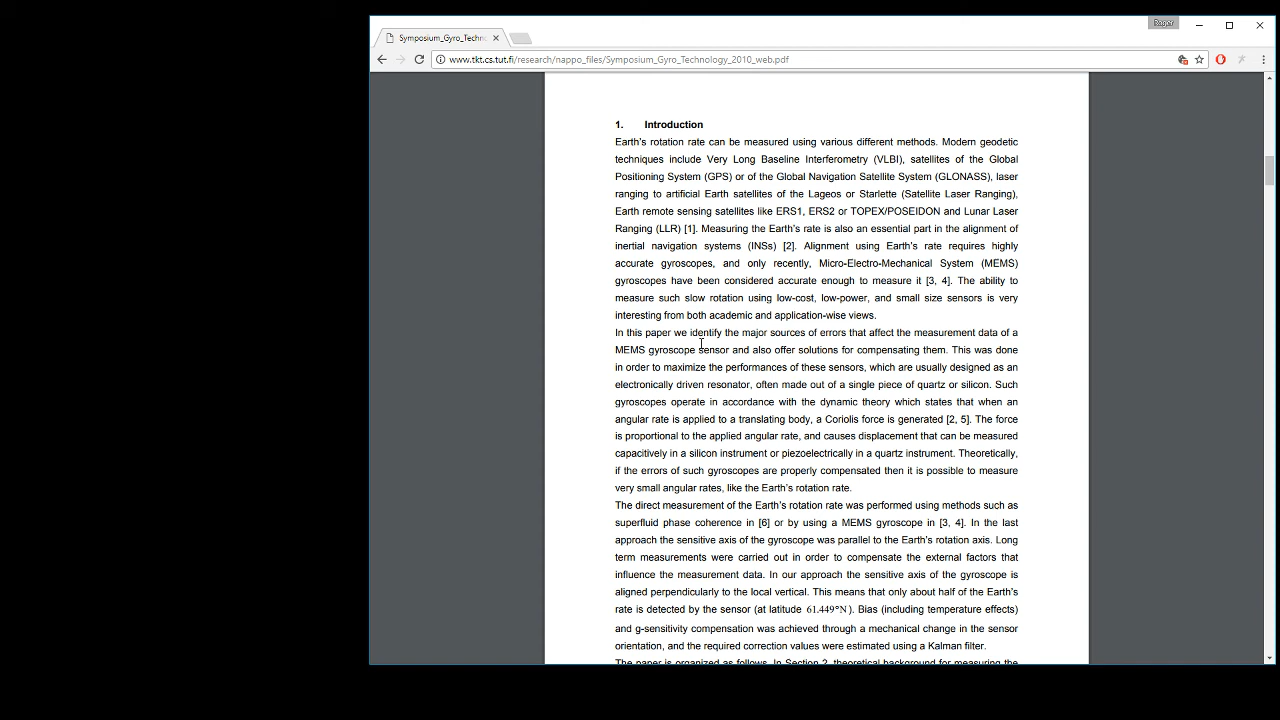 Roger
Symposium_Gyro_Techno
www.tkt.cs.tut.fi/research/nappo_files/Symposium_Gyro_Technology_2010_web.pdf
1. Introduction
Earth's rotation rate can be measured using various different methods. Modern geodetic
techniques include Very Long Baseline Interferometry (VLBI), satellites of the Global
Positioning System (GPS) or of the Global Navigation Satellite System (GLONASS), laser
ranging to artificial Earth satellites of the Lageos or Starlette (Satellite Laser Ranging),
Earth remote sensing satellites like ERS1, ERS2 or TOPEX/POSEIDON and Lunar Laser
Ranging (LLR) [1]. Measuring the Earth's rate is also an essential part in the alignment of
inertial navigation systems (INSs) [2]. Alignment using Earth's rate requires highly
accurate gyroscopes, and only recently, Micro-Electro-Mechanical System (MEMS)
gyroscopes have been considered accurate enough to measure it [3, 4]. The ability to
measure such slow rotation using low-cost, low-power, and small size sensors is very
interesting from both academic and application-wise views.
In this paper we identify the major sources of errors that affect the measurement data of a
MEMS gyroscope sensor and also offer solutions for compensating them. This was done
in order to maximize the performances of these sensors, which are usually designed as an
electronically driven resonator, often made out of a single piece of quartz or silicon. Such
gyroscopes operate in accordance with the dynamic theory which states that when an
angular rate is applied to a translating body, a Coriolis force is generated [2, 5]. The force
is proportional to the applied angular rate, and causes displacement that can be measured
capacitively in a silicon instrument or piezoelectrically in a quartz instrument. Theoretically,
if the errors of such gyroscopes are properly compensated then it is possible to measure
very small angular rates, like the Earth's rotation rate.
The direct measurement of the Earth's rotation rate was performed using methods such as
superfluid phase coherence in [6] or by using a MEMS gyroscope in [3, 4]. In the last
approach the sensitive axis of the gyroscope was parallel to the Earth's rotation axis. Long
term measurements were carried out in order to compensate the external factors that
influence the measurement data. In our approach the sensitive axis of the gyroscope is
aligned perpendicularly to the local vertical. This means that only about half of the Earth's
rate is detected by the sensor (at latitude 61.449°N). Bias (including temperature effects)
and g-sensitivity compensation was achieved through a mechanical change in the sensor
orientation, and the required correction values were estimated using a Kalman filter.
The paper is organized as follows. In Section 2, theoretical background for measuring the